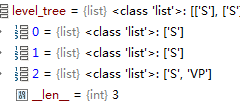 level_tree = {list} <class 'list'>: [['S'], ['S'
0 = {list} <class 'list'>: ['S']
1 = {list} <class 'list'>: ['S']
2 = {list} <class 'list'>: ['S', 'VP']
__len__ = {int} 3